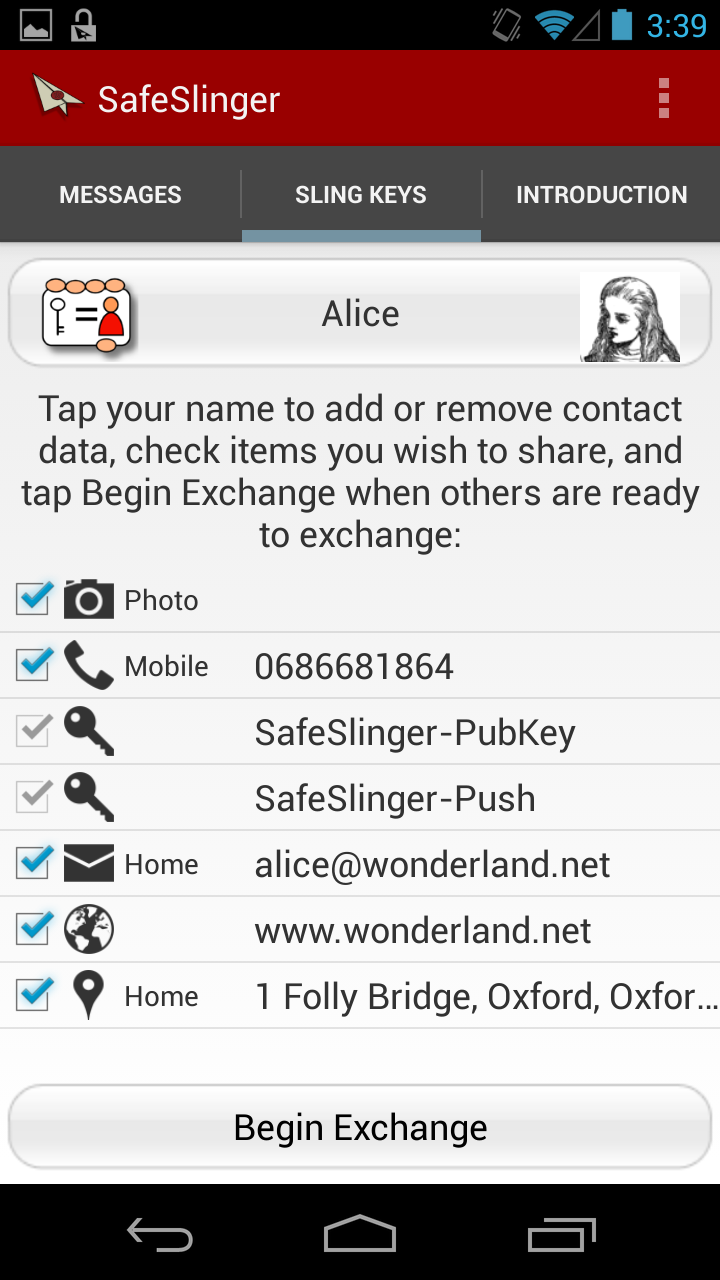 3:39
SafeSlinger
MESSAGES SLING KEYS INTRODUCTION
Alice
Tap your name to add or remove contact
data, check items you wish to share, and
tap Begin Exchange when others are ready
to exchange:
Photo
Mobile 0686681864
SafeSlinger-PubKey
SafeSlinger-Push
Home alice@wonderland.net
www.wonderland.net
Home 1 Folly Bridge, Oxford, Oxfor...
Begin Exchange